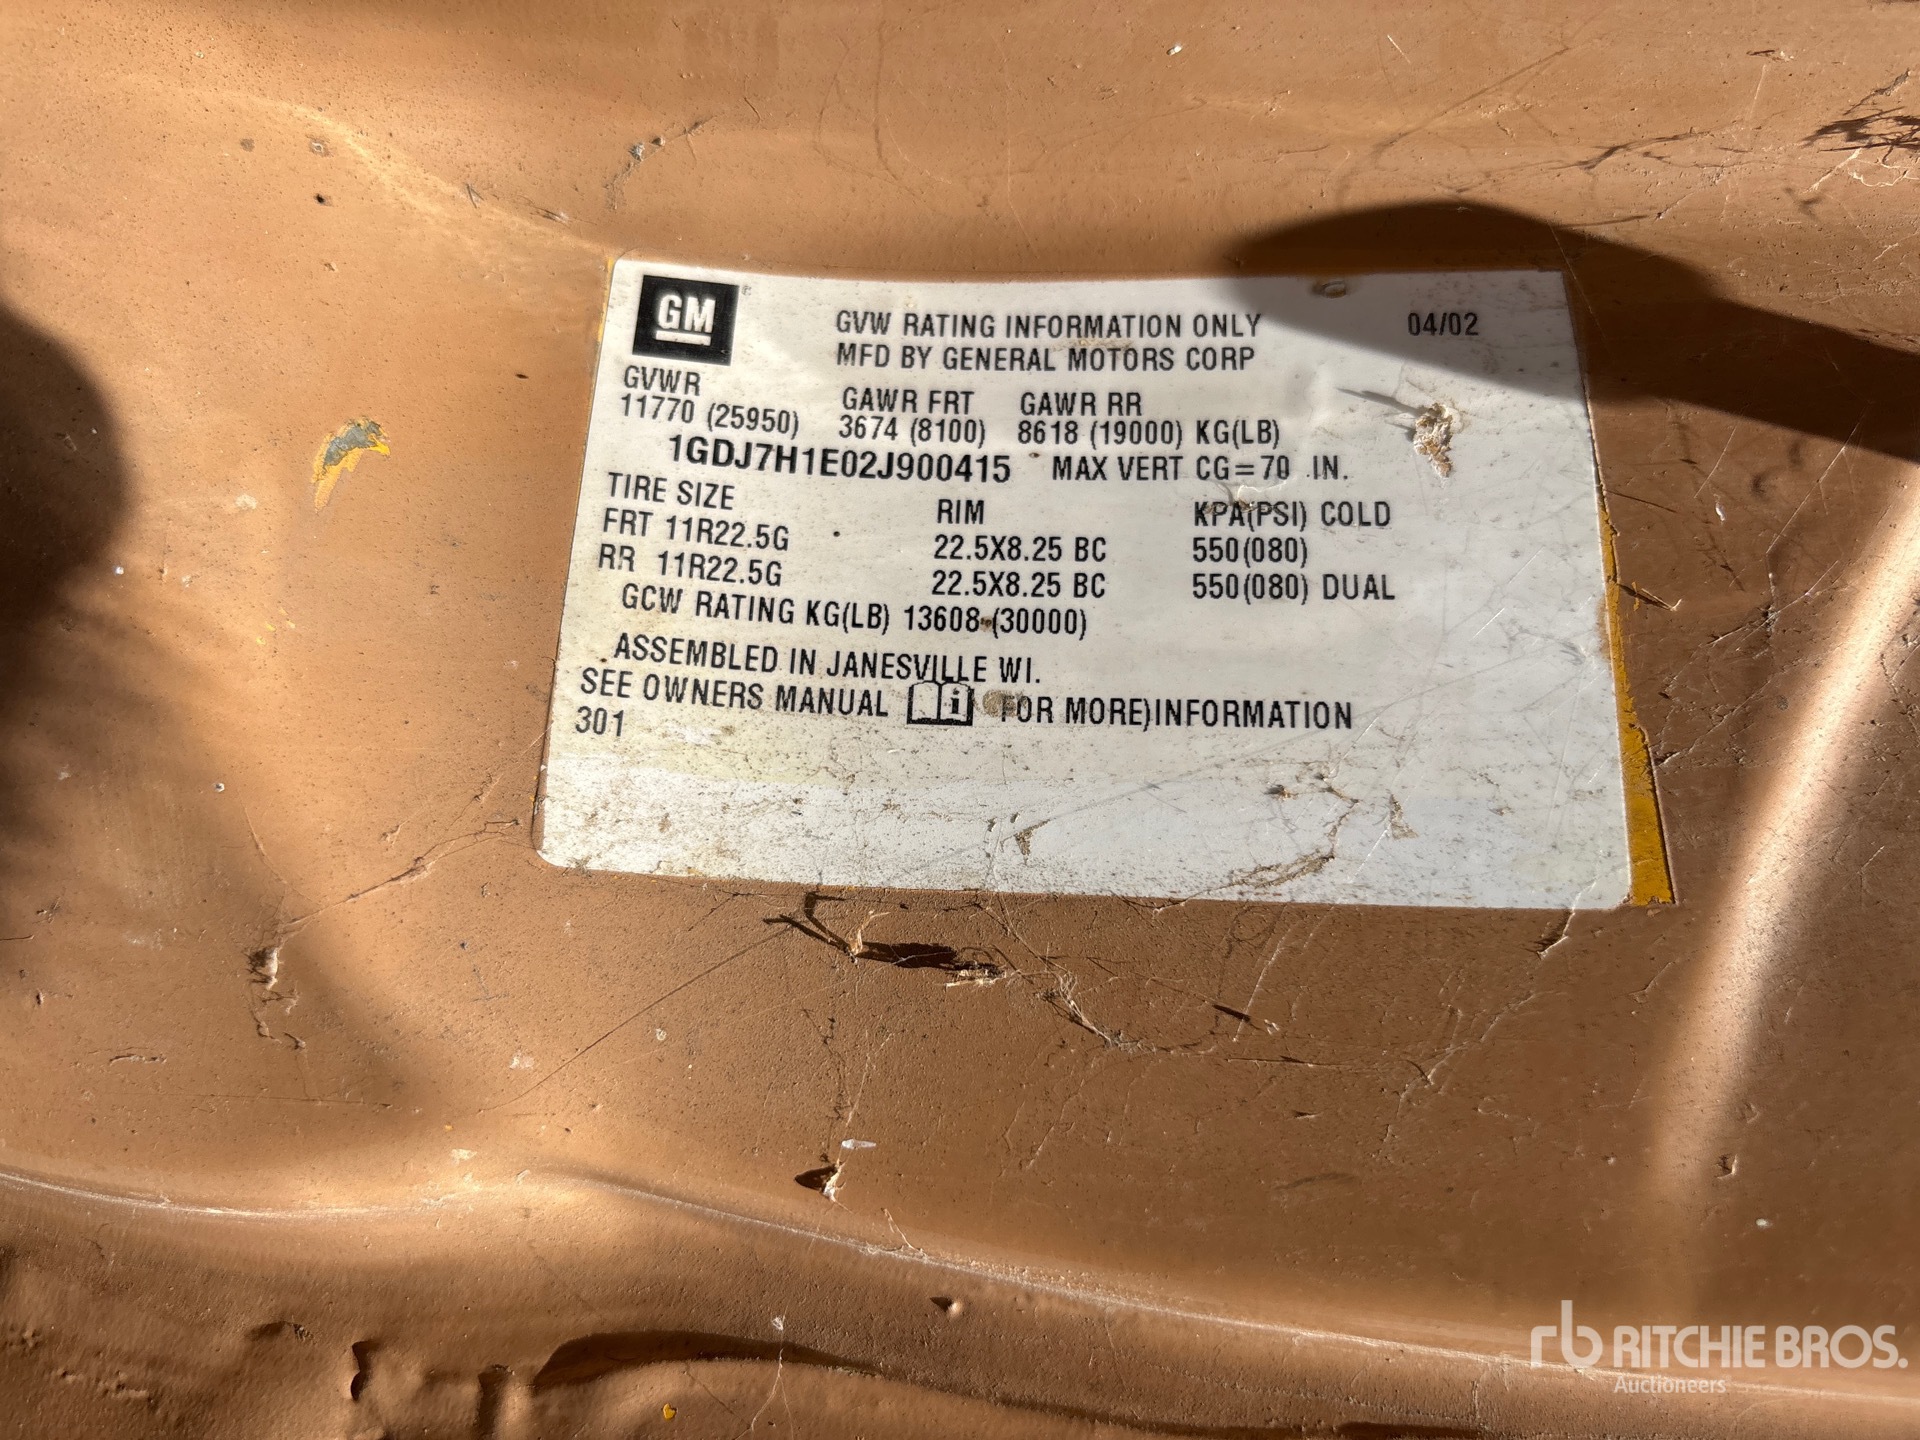 GM
GVW RATING INFORMATION ONLY 04/02
MFD BY GENERAL MOTORS CORP
GVWR GAWR FRT GAWR RR
11770 (25950) 3674 (8100) 8618 (19000) KG(LB)
1GDJ7H1E02J900415 MAX VERT CG=70 IN.
TIRE SIZE RIM KPA(PSI) COLD
FRT 11R22.5G 22.5X8.25 BC 550(080)
RR 11R22.5G 22.5X8.25 BC 550(080) DUAL
GCW RATING KG(LB) 13608 (30000)
ASSEMBLED IN JANESVILLE WI.
SEE OWNERS MANUAL i FOR MORE)INFORMATION
301
rb RITCHIE BROS.
Auctioneers